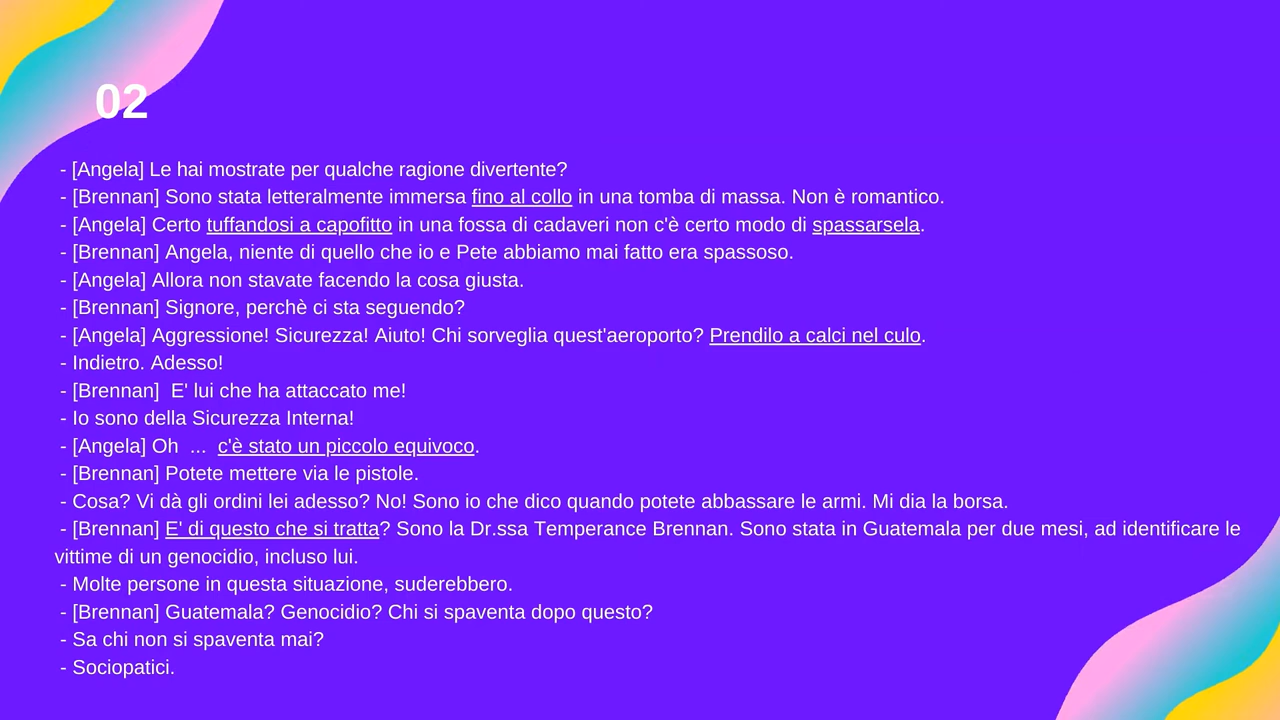 02
- [Angela] Le hai mostrate per qualche ragione divertente?
- [Brennan] Sono stata letteralmente immersa fino al collo in una tomba di massa. Non è romantico.
- [Angela] Certo tuffandosi a capofitto in una fossa di cadaveri non c'è certo modo di spassarsela.
- [Brennan] Angela, niente di quello che io e Pete abbiamo mai fatto era spassoso.
- [Angela] Allora non stavate facendo la cosa giusta.
- [Brennan] Signore, perchè ci sta seguendo?
- [Angela] Aggressione! Sicurezza! Aiuto! Chi sorveglia quest'aeroporto? Prendilo a calci nel culo.
- Indietro. Adesso!
- [Brennan]  E' lui che ha attaccato me!
- Io sono della Sicurezza Interna!
- [Angela] Oh  ...  c'è stato un piccolo equivoco.
- [Brennan] Potete mettere via le pistole.
- Cosa? Vi dà gli ordini lei adesso? No! Sono io che dico quando potete abbassare le armi. Mi dia la borsa.
- [Brennan] E' di questo che si tratta? Sono la Dr.ssa Temperance Brennan. Sono stata in Guatemala per due mesi, ad identificare le
vittime di un genocidio, incluso lui.
- Molte persone in questa situazione, suderebbero.
- [Brennan] Guatemala? Genocidio? Chi si spaventa dopo questo?
- Sa chi non si spaventa mai?
- Sociopatici.